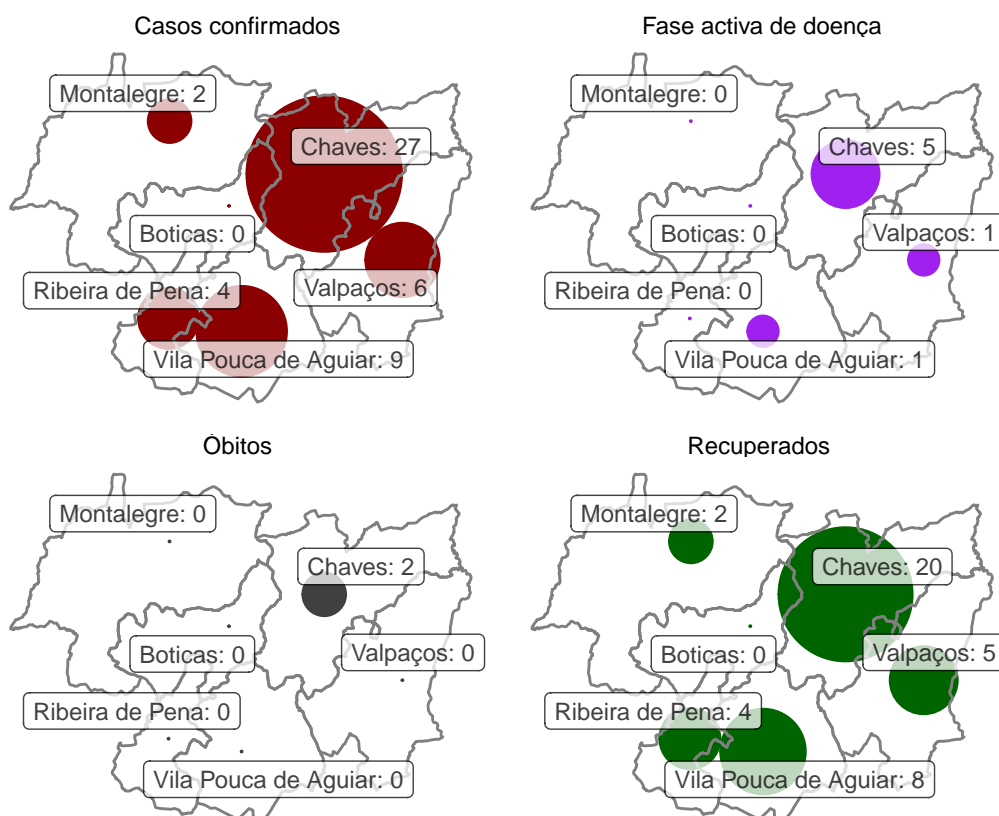 Casos confirmados
Montalegre: 2
Chaves: 27
Boticas: 0
Ribeira de Pena: 4
Valpaços: 6
Vila Pouca de Aguiar: 9
Fase activa de doença
Montalegre: 0
Chaves: 5
Valpaços: 1
Boticas: 0
Ribeira de Pena: 0
Vila Pouca de Aguiar: 1
Óbitos
Montalegre: 0
Chaves: 2
Boticas: 0
Valpaços: 0
Ribeira de Pena: 0
Vila Pouca de Aguiar: 0
Recuperados
Montalegre: 2
Chaves: 20
Boticas: 0
Valpaços: 5
Ribeira de Pena: 4
Vila Pouca de Aguiar: 8